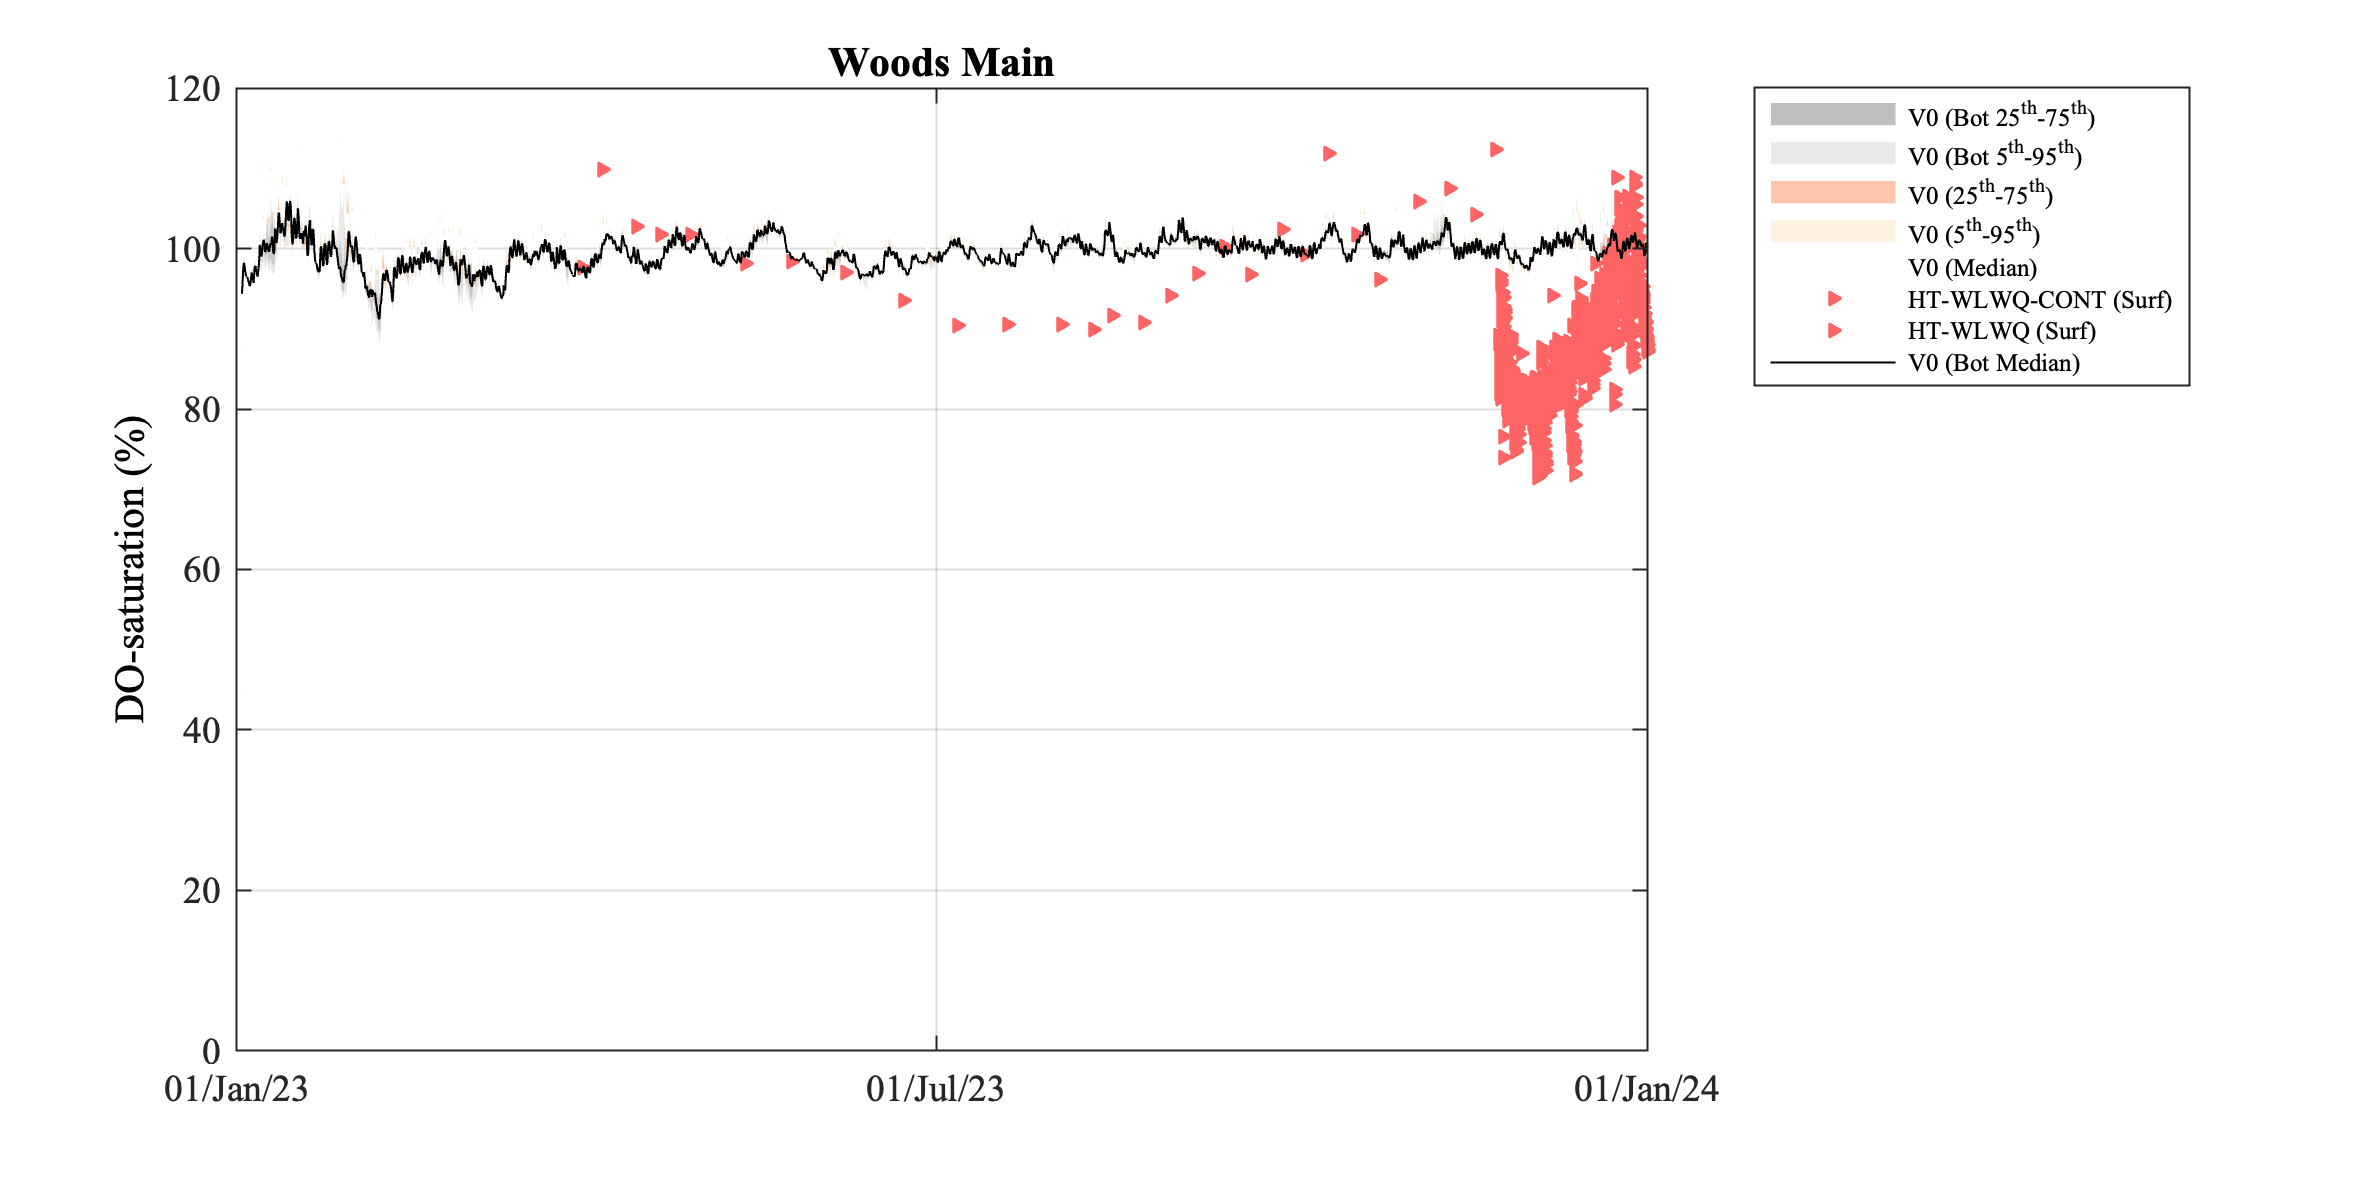 Woods Main
120
100
80
60
40
20
0
DO-saturation (%)
01/Jan/23
01/Jul/23
01/Jan/24
V0 (Bot 25th-75th)
V0 (Bot 5th-95th)
V0 (25th-75th)
V0 (5th-95th)
V0 (Median)
HT-WLWQ-CONT (Surf)
HT-WLWQ (Surf)
V0 (Bot Median)